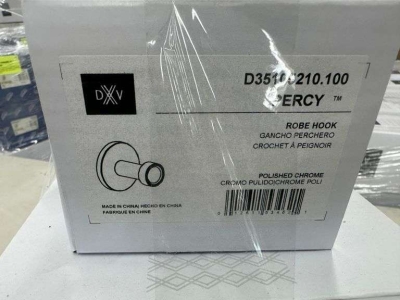 DXV
PERCY ™
ROBE HOOK
GANCHO PERCHERO
CROCHET À PEIGNOIR
POLISHED CHROME
CROMO PULIDO/CHROME POLI
MADE IN CHINA/ HECHO EN CHINA
FABRIQUÉ EN CHINE